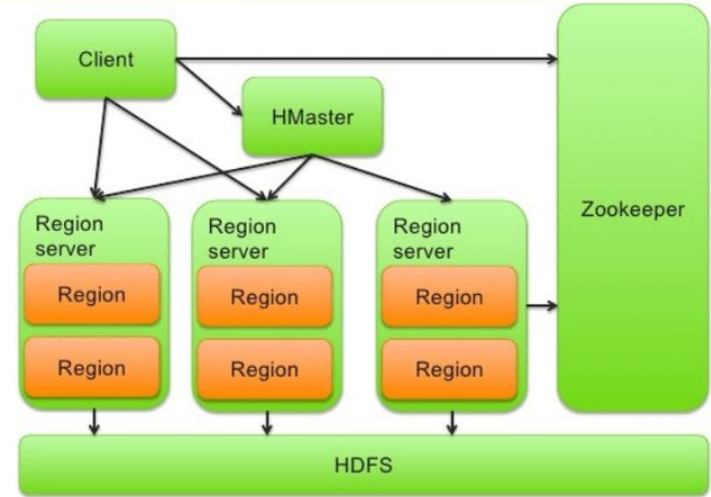 Client
HMaster
Zookeeper
Region
server
Region
Region
Region
server
Region
Region
Region
server
Region
Region
HDFS